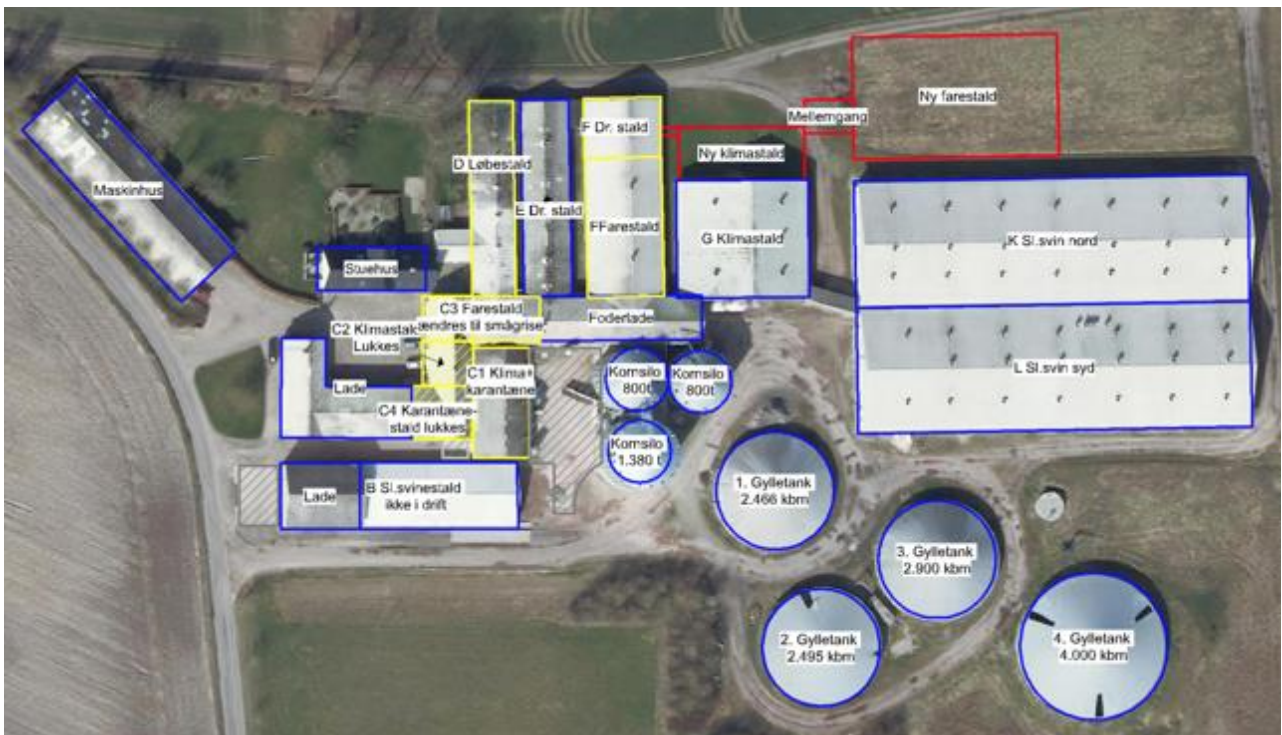 Ny farestald
Mellemgang
F Dr. stald
Ny klimastald
D Løbestald
Maskinhus
E Dr. stald
FFarestald
G Klimastald
K Sl.svin nord
Stuehus
C3 Farestald
ændres til smågrise
Foderlade
C2 Klimastald
Lukkes
C1 Klima+
karantæne
Kornsilo
800t
Kornsilo
800t
L Sl.svin syd
Lade
C4 Karantæne-
stald lukkes
Kornsilo
1.380 t
Lade
B Sl.svinestald
ikke i drift
1. Gylletank
2.466 kbm
3. Gylletank
2.900 kbm
2. Gylletank
2.495 kbm
4. Gylletank
4.000 kbm